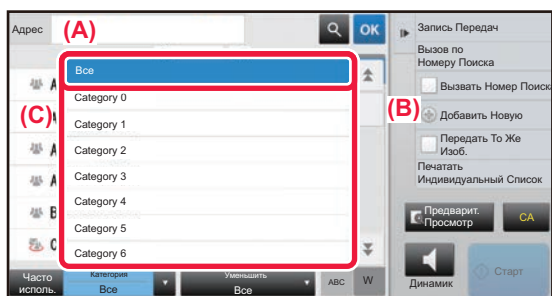 Адрес
(A)
OK
Запись Передач
Вызов по
Номеру Поиска
Вызвать Номер Поиск
(B)
Добавить Новую
Передать То Же
Изоб.
Печатать
Индивидуальный Список
Предварит.
Просмотр
CA
Динамик
Старт
(C)
Все
Category 0
Category 1
Category 2
Category 3
Category 4
Category 5
Category 6
A
A
A
B
C
Часто
исполь.
Категория
Все
Уменьшить
Все
ABC
W